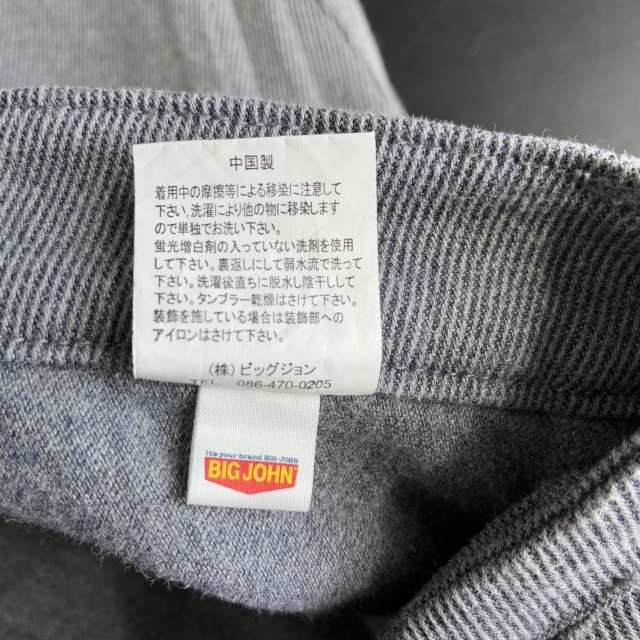 中国製
着用中の摩擦等による移染に注意して
下さい。洗濯により他の物に移染します
ので単独でお洗い下さい。
蛍光増白剤の入っていない洗剤を使用
して下さい。裏返しにして弱水流で洗って
下さい。洗濯後直ちに脱水し陰干しして
下さい。タンブラー乾燥はさけて下さい。
装飾を施している場合は装飾部への
アイロンはさけて下さい。
(株) ビッグジョン
TEL. 086-470-0205
It's your brand BIG-JOHN
BIG JOHN